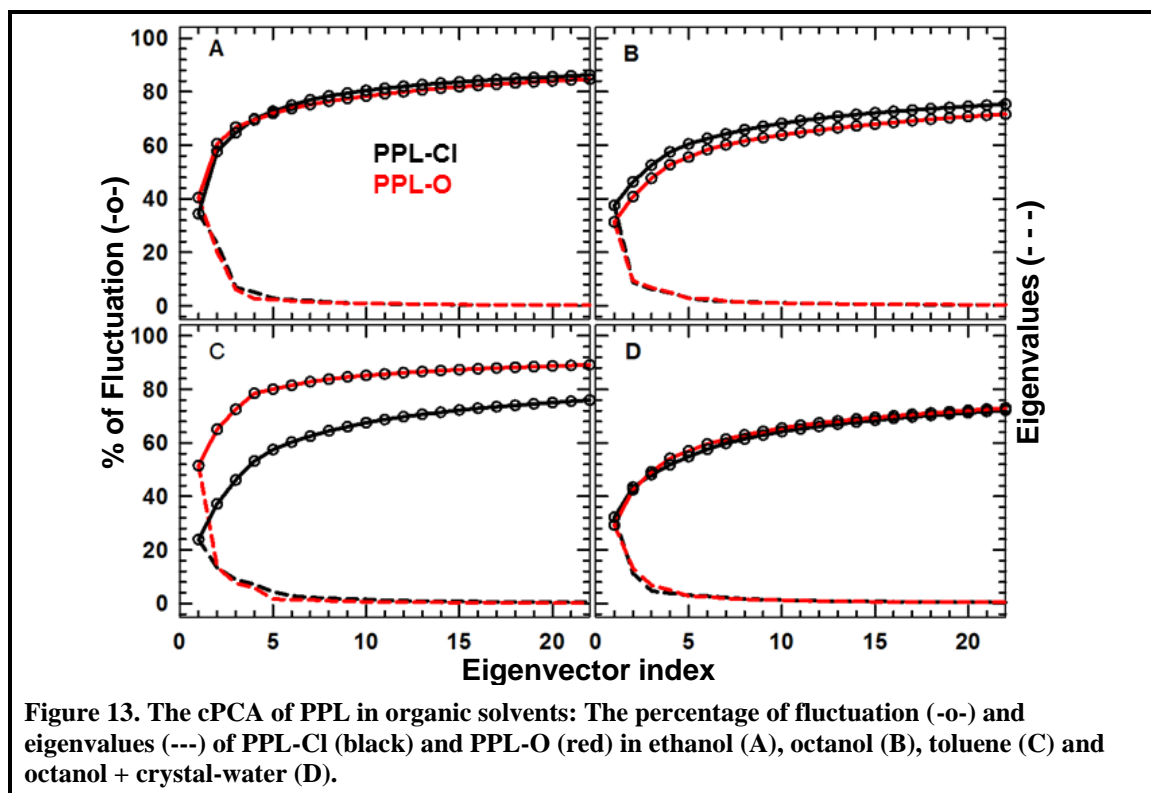 100
80
60
40
20
0
A
PPL-Cl
PPL-O
B
% of Fluctuation (-o-)
Eigenvalues (- - -)
100
80
60
40
20
0
C
D
0 5 10 15 20
0 5 10 15 20
Eigenvector index
Figure 13. The cPCA of PPL in organic solvents: The percentage of fluctuation (-o-) and
eigenvalues (---) of PPL-Cl (black) and PPL-O (red) in ethanol (A), octanol (B), toluene (C) and
octanol + crystal-water (D).